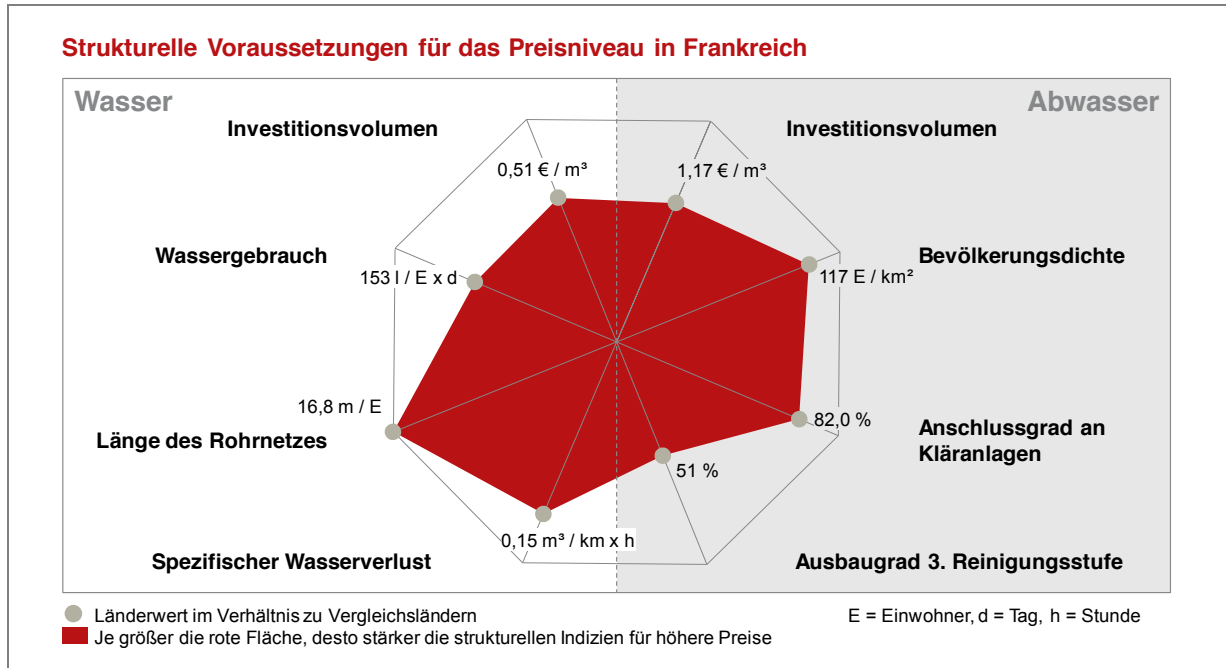 Strukturelle Voraussetzungen für das Preisniveau in Frankreich
Wasser
Abwasser
Investitionsvolumen
Investitionsvolumen
0,51 € / m³
1,17 € / m³
Wassergebrauch
153 l / E x d
Bevölkerungsdichte
117 E / km²
16,8 m / E
Länge des Rohrnetzes
82,0 %
Anschlussgrad an
Kläranlagen
51 %
0,15 m³ / km x h
Spezifischer Wasserverlust
Ausbaugrad 3. Reinigungsstufe
Länderwert im Verhältnis zu Vergleichsländern
E = Einwohner, d = Tag, h = Stunde
Je größer die rote Fläche, desto stärker die strukturellen Indizien für höhere Preise